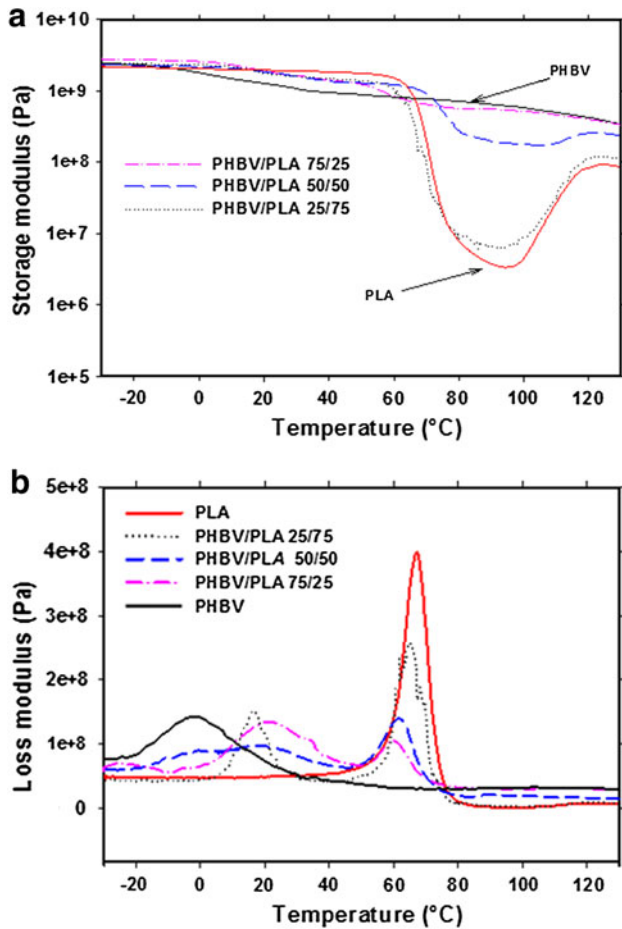 a
1e+10
1e+9
1e+8
1e+7
1e+6
1e+5
Storage modulus (Pa)
PHBV
PHBV/PLA 75/25
PHBV/PLA 50/50
PHBV/PLA 25/75
PLA
-20 0 20 40 60 80 100 120
Temperature (°C)
b
5e+8
4e+8
3e+8
2e+8
1e+8
0
Loss modulus (Pa)
PLA
PHBV/PLA 25/75
PHBV/PLA 50/50
PHBV/PLA 75/25
PHBV
-20 0 20 40 60 80 100 120
Temperature (°C)